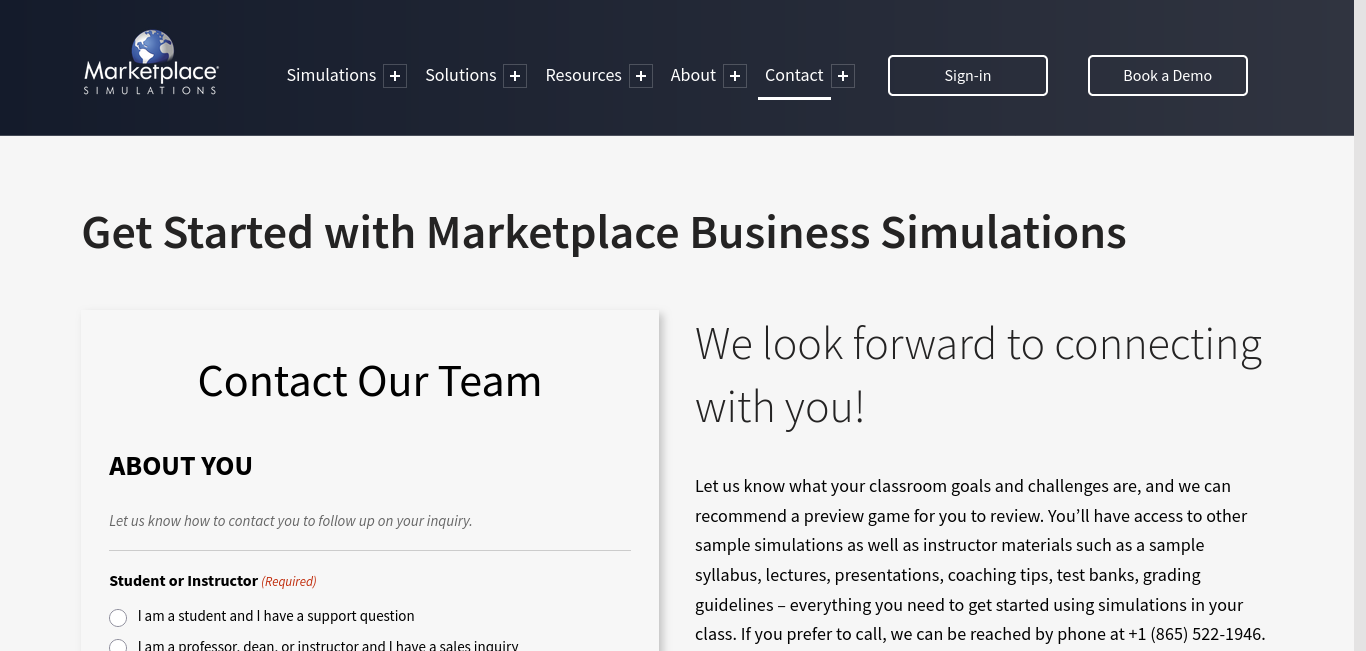 Marketplace
SIMULATIONS
Simulations
Solutions
Resources
About
Contact
Sign-in
Book a Demo
Get Started with Marketplace Business Simulations
Contact Our Team
ABOUT YOU
Let us know how to contact you to follow up on your inquiry.
Student or Instructor (Required)
I am a student and I have a support question
I am a professor, dean, or instructor and I have a sales inquiry
We look forward to connecting
with you!
Let us know what your classroom goals and challenges are, and we can
recommend a preview game for you to review. You’ll have access to other
sample simulations as well as instructor materials such as a sample
syllabus, lectures, presentations, coaching tips, test banks, grading
guidelines – everything you need to get started using simulations in your
class. If you prefer to call, we can be reached by phone at +1 (865) 522-1946.